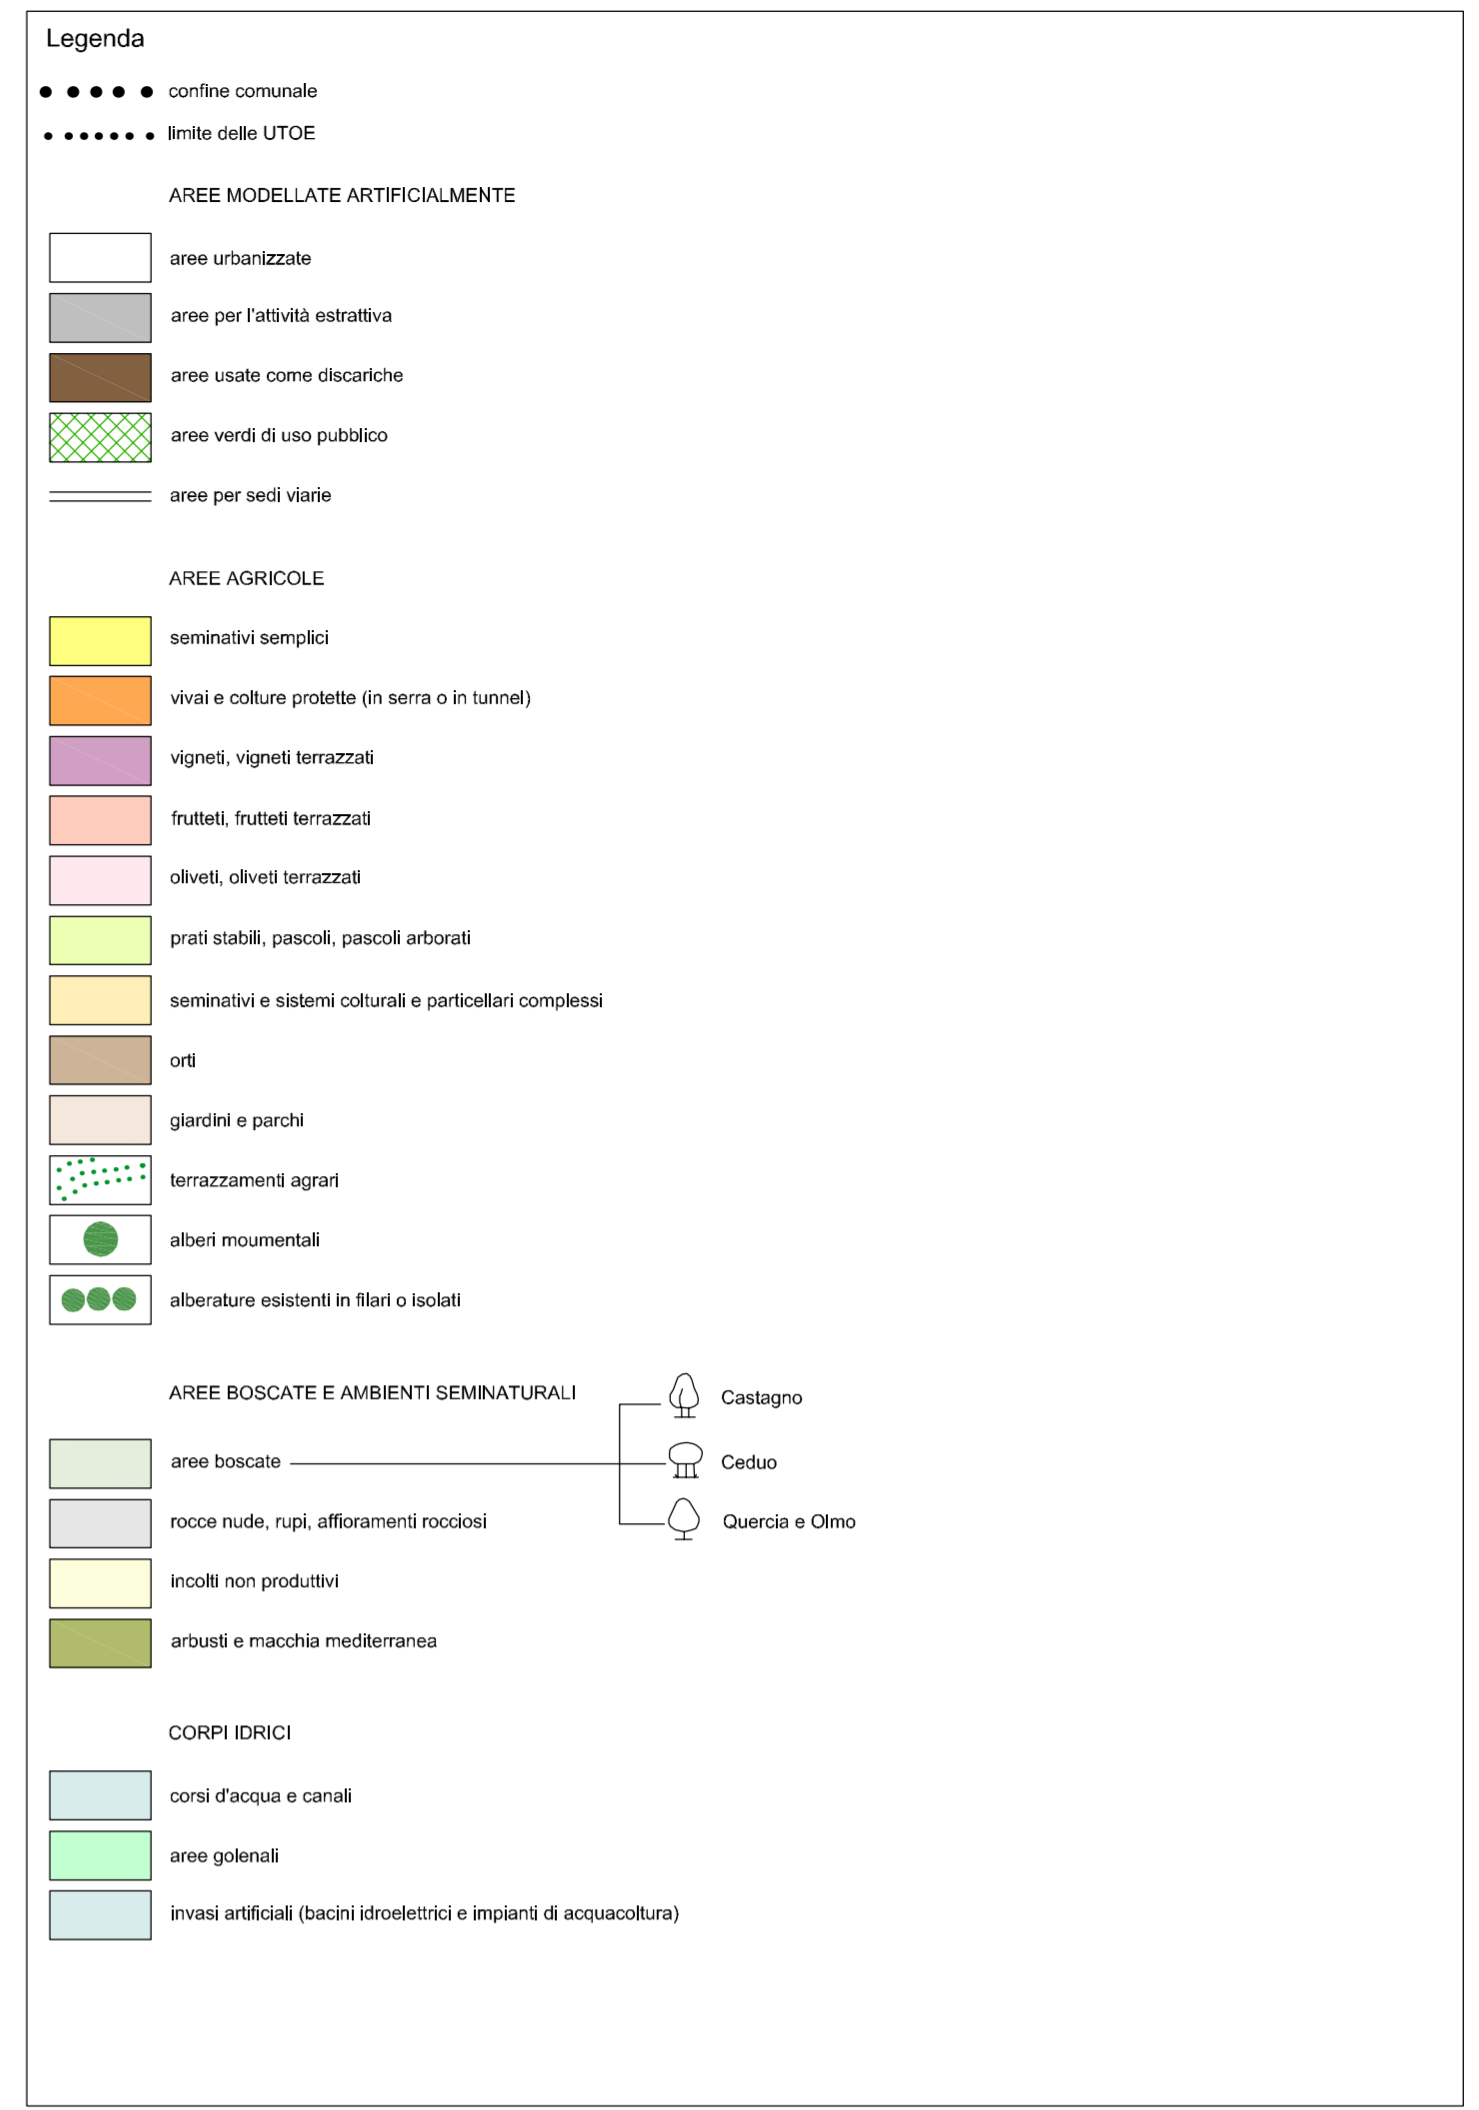 Legenda
confine comunale
limite delle UTOE
AREE MODELLATE ARTIFICIALMENTE
aree urbanizzate
aree per l'attività estrattiva
aree usate come discariche
aree verdi di uso pubblico
aree per sedi viarie
AREE AGRICOLE
seminativi semplici
vivai e colture protette (in serra o in tunnel)
vigneti, vigneti terrazzati
frutteti, frutteti terrazzati
oliveti, oliveti terrazzati
prati stabili, pascoli, pascoli arborati
seminativi e sistemi colturali e particellari complessi
orti
giardini e parchi
terrazzamenti agrari
alberi moumentali
alberature esistenti in filari o isolati
AREE BOSCATE E AMBIENTI SEMINATURALI
Castagno
aree boscate
Ceduo
rocce nude, rupi, affioramenti rocciosi
Quercia e Olmo
incolti non produttivi
arbusti e macchia mediterranea
CORPI IDRICI
corsi d'acqua e canali
aree golenali
invasi artificiali (bacini idroelettrici e impianti di acquacoltura)